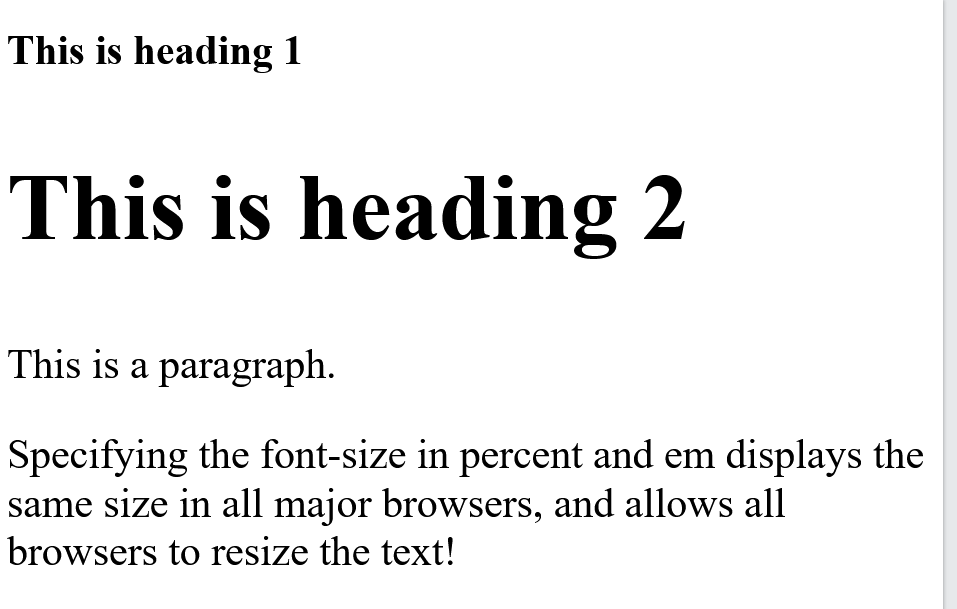 This is heading 1
This is heading 2
This is a paragraph.
Specifying the font-size in percent and em displays the
same size in all major browsers, and allows all
browsers to resize the text!